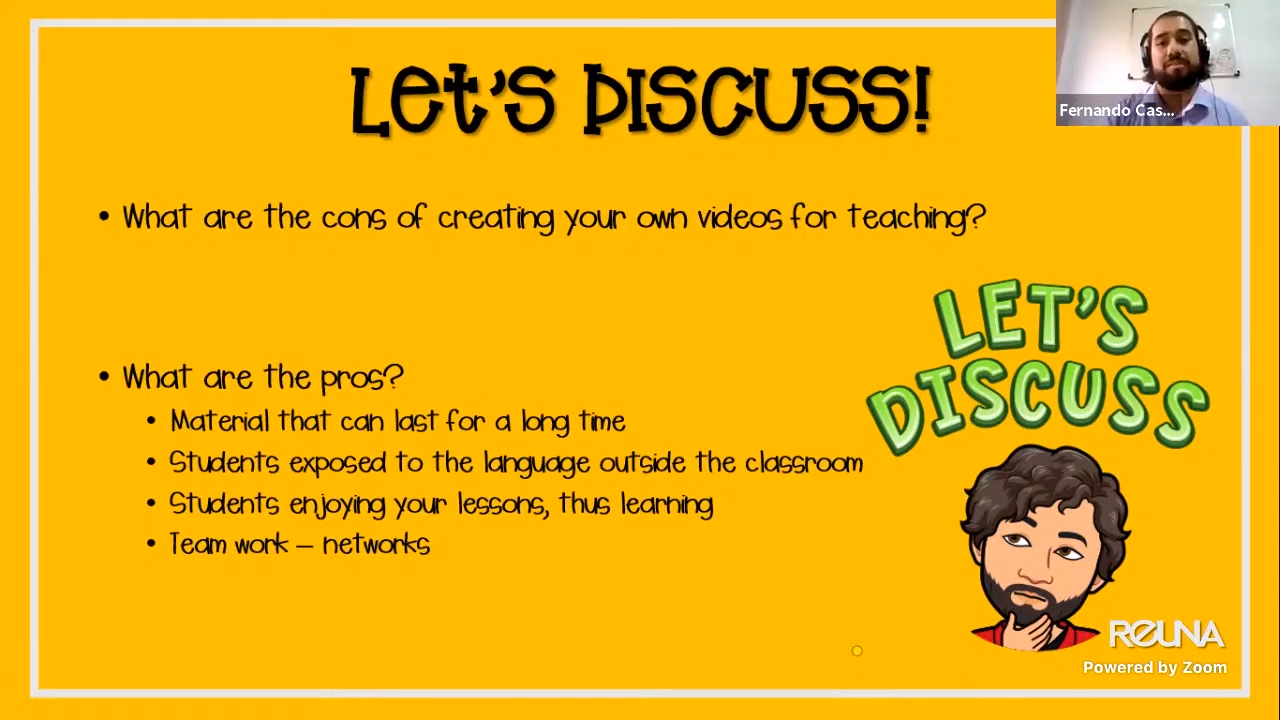 Let's Discuss!
Fernando Cas...
• What are the cons of creating your own videos for teaching?
LET'S
DISCUSS
• What are the pros?
• Material that can last for a long time
• Students exposed to the language outside the classroom
• Students enjoying your lessons, thus learning
• Team work – networks
REUNA
Powered by Zoom